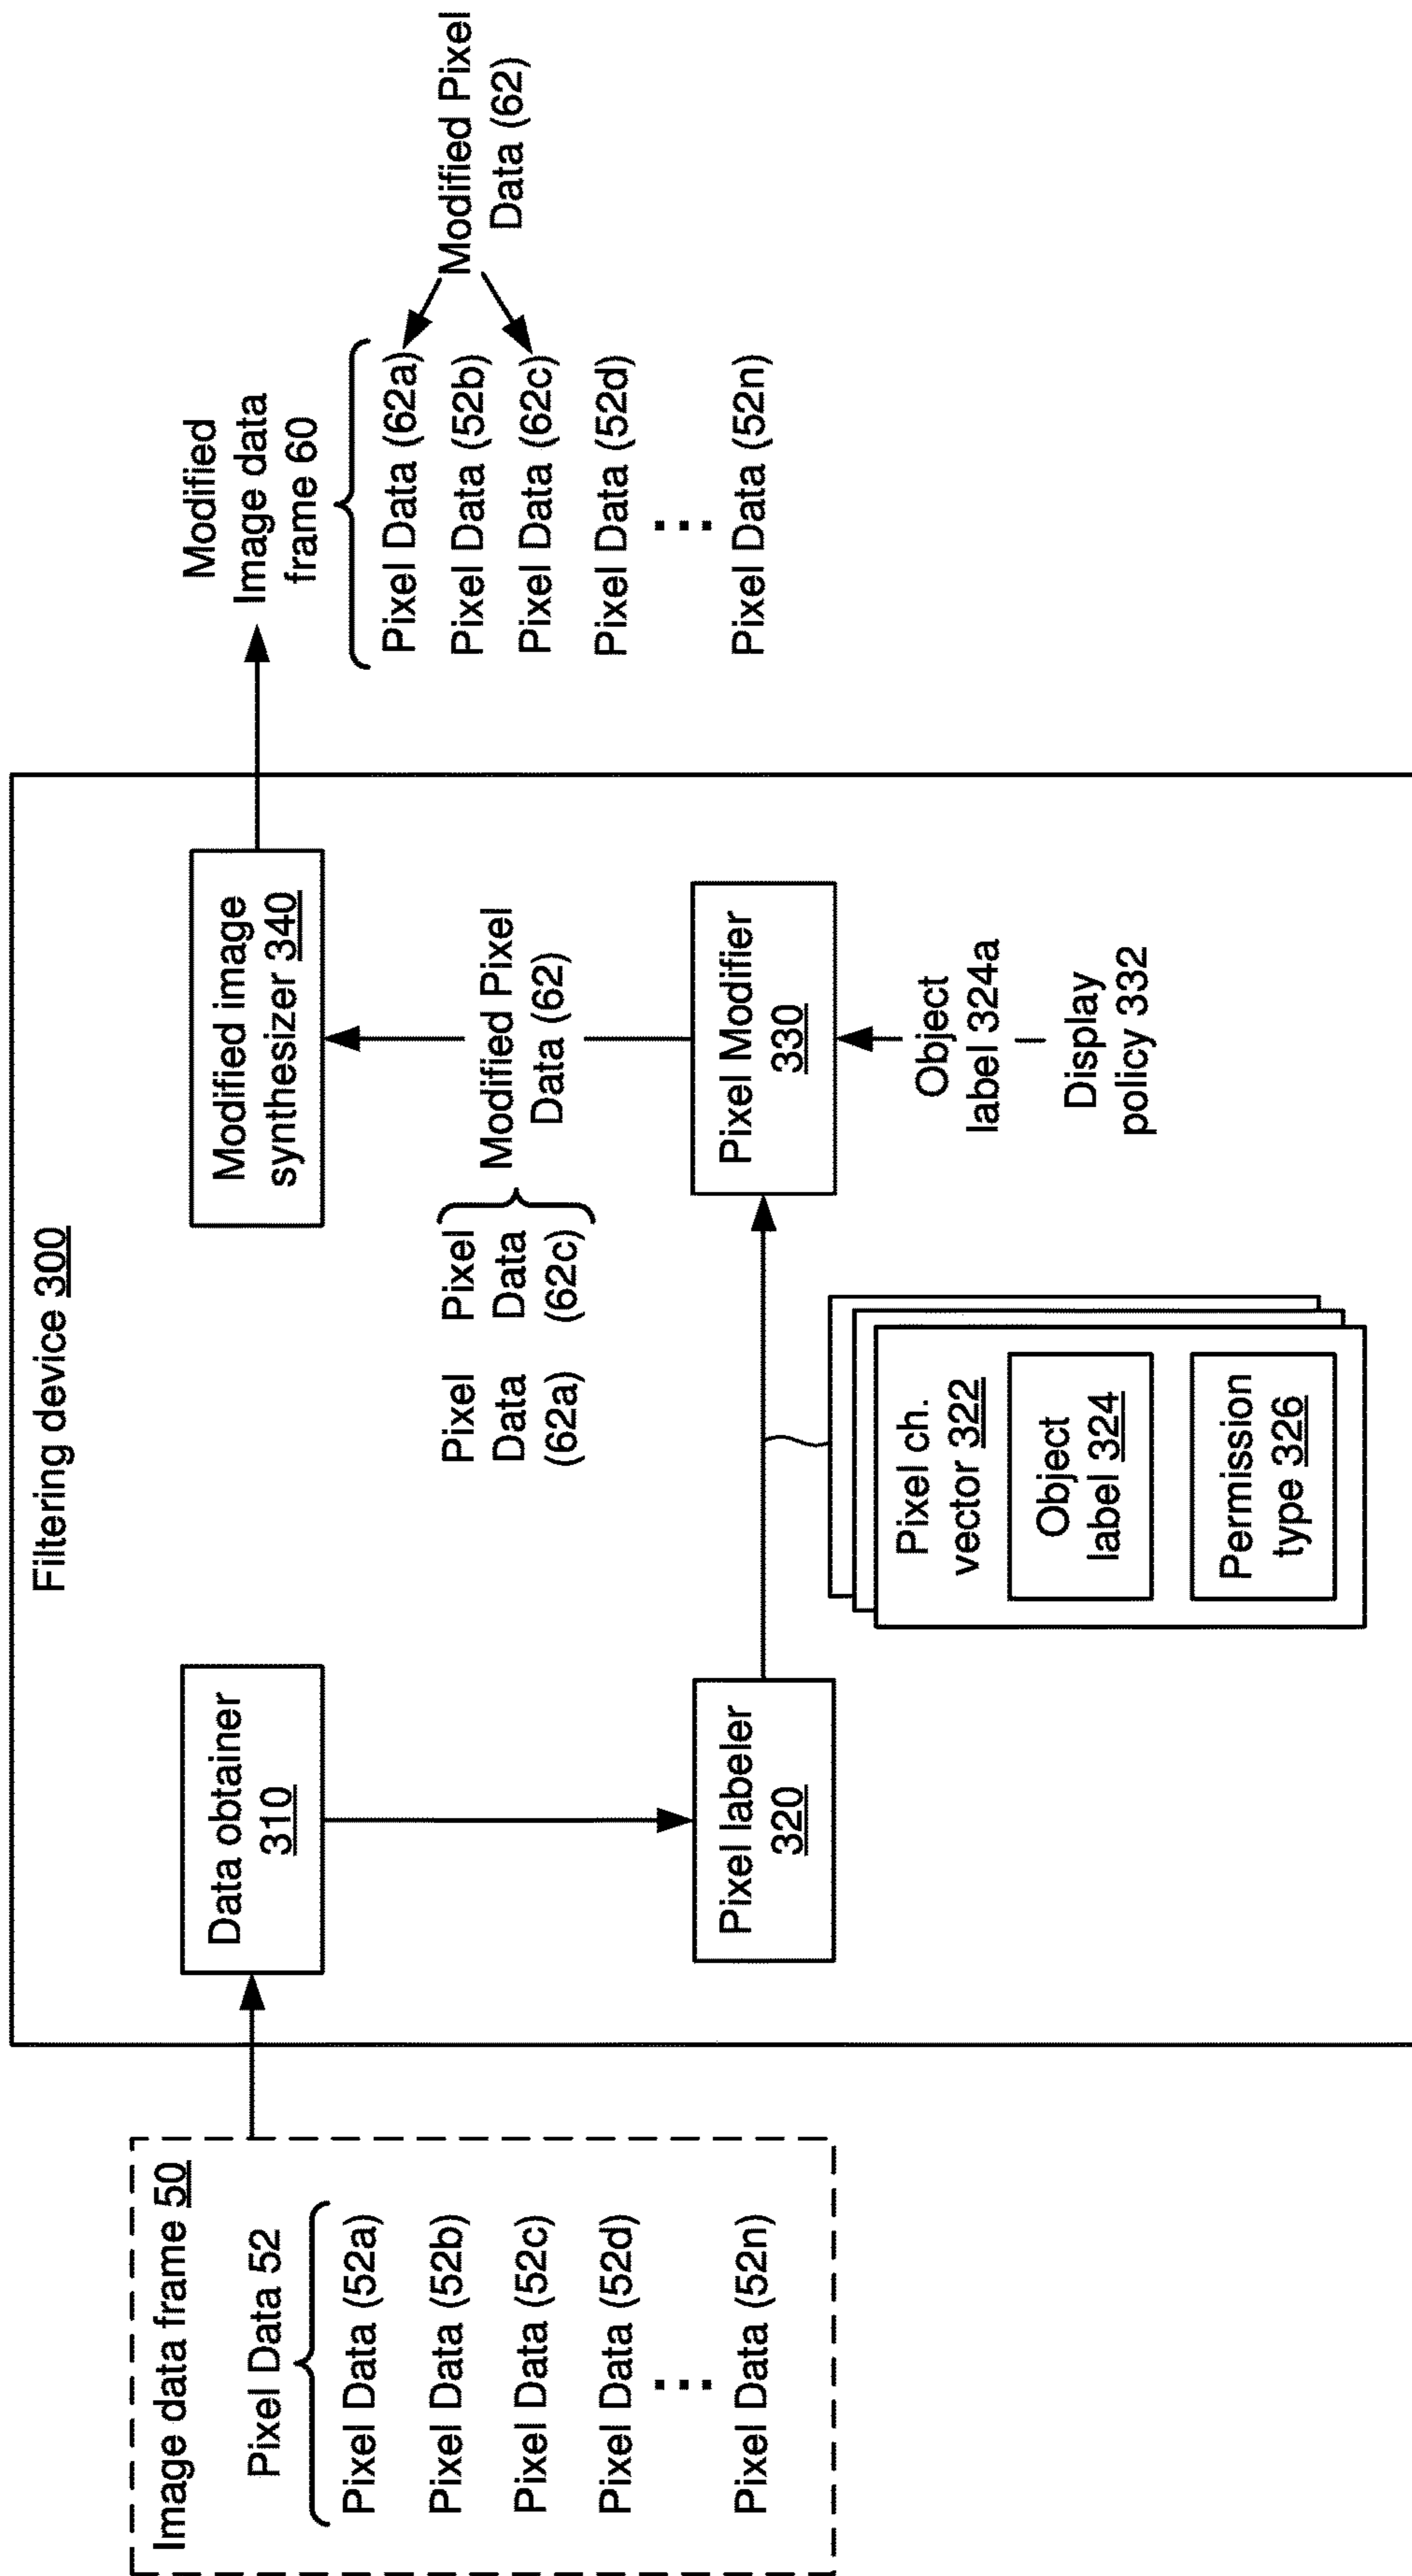 Image data frame 50
Pixel Data 52
Pixel Data (52a)
Pixel Data (52b)
Pixel Data (52c)
Pixel Data (52d)
⋮
Pixel Data (52n)
Filtering device 300
Data obtainer
310
Pixel labeler
320
Pixel ch.
vector 322
Object
label 324
Permission
type 326
Pixel Modifier
330
Object
label 324a
Display
policy 332
Pixel
Data
(62a)
Pixel
Data
(62c)
Modified Pixel
Data (62)
Modified image
synthesizer 340
Modified
Image data
frame 60
Pixel Data (62a)
Pixel Data (52b)
Pixel Data (62c)
Pixel Data (52d)
⋮
Pixel Data (52n)
Modified Pixel
Data (62)